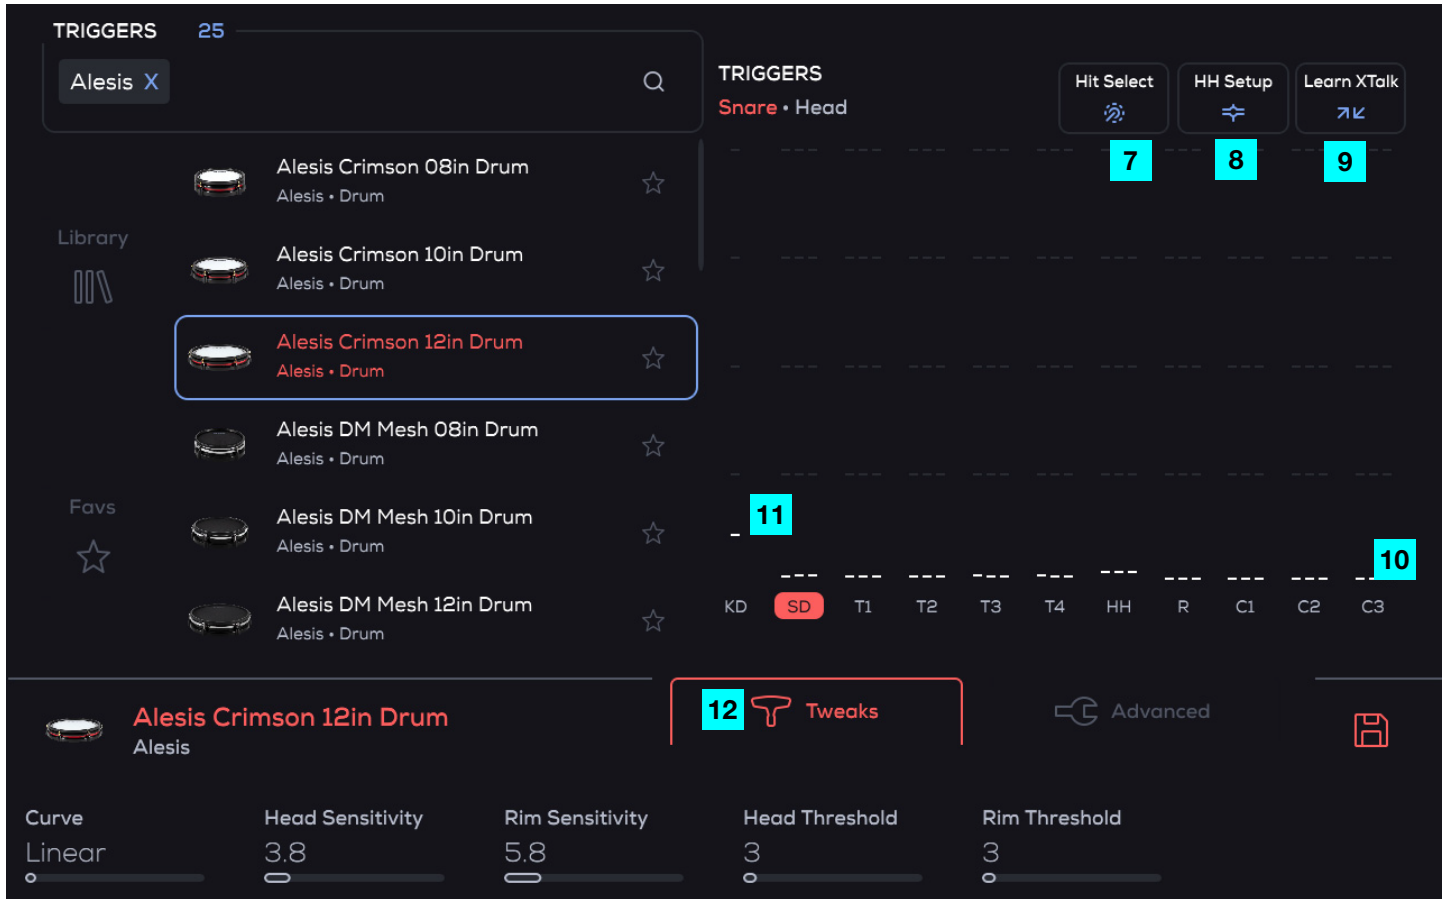 TRIGGERS 25
Alesis X
Library
Favs
Alesis Crimson 08in Drum
Alesis • Drum
Alesis Crimson 10in Drum
Alesis • Drum
Alesis Crimson 12in Drum
Alesis • Drum
Alesis DM Mesh 08in Drum
Alesis • Drum
Alesis DM Mesh 10in Drum
Alesis • Drum
Alesis DM Mesh 12in Drum
Alesis • Drum
TRIGGERS
Snare • Head
Hit Select
HH Setup
Learn XTalk
7 8 9
11
10
KD SD T1 T2 T3 T4 HH R C1 C2 C3
Alesis Crimson 12in Drum
Alesis
12 Tweaks
Advanced
Curve
Linear
Head Sensitivity
3.8
Rim Sensitivity
5.8
Head Threshold
3
Rim Threshold
3